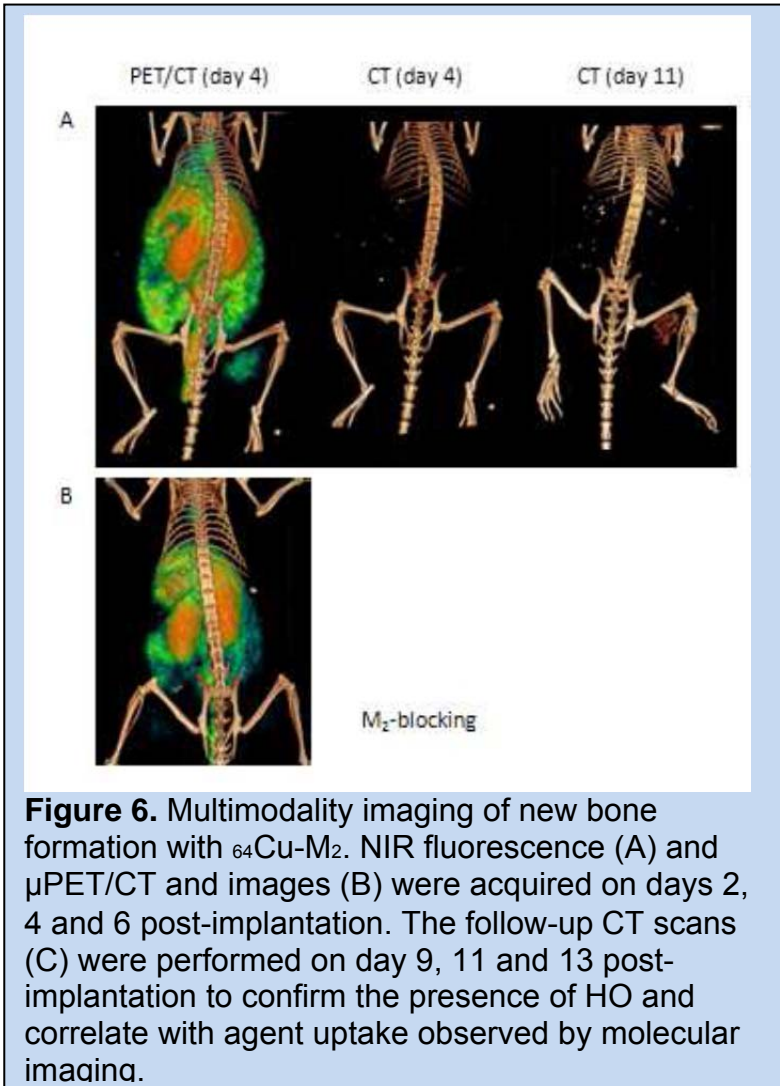 PET/CT (day 4) CT (day 4) CT (day 11)
A
B
M₂-blocking
Figure 6. Multimodality imaging of new bone
formation with ₆₄Cu-M₂. NIR fluorescence (A) and
µPET/CT and images (B) were acquired on days 2,
4 and 6 post-implantation. The follow-up CT scans
(C) were performed on day 9, 11 and 13 post-
implantation to confirm the presence of HO and
correlate with agent uptake observed by molecular
imaging.